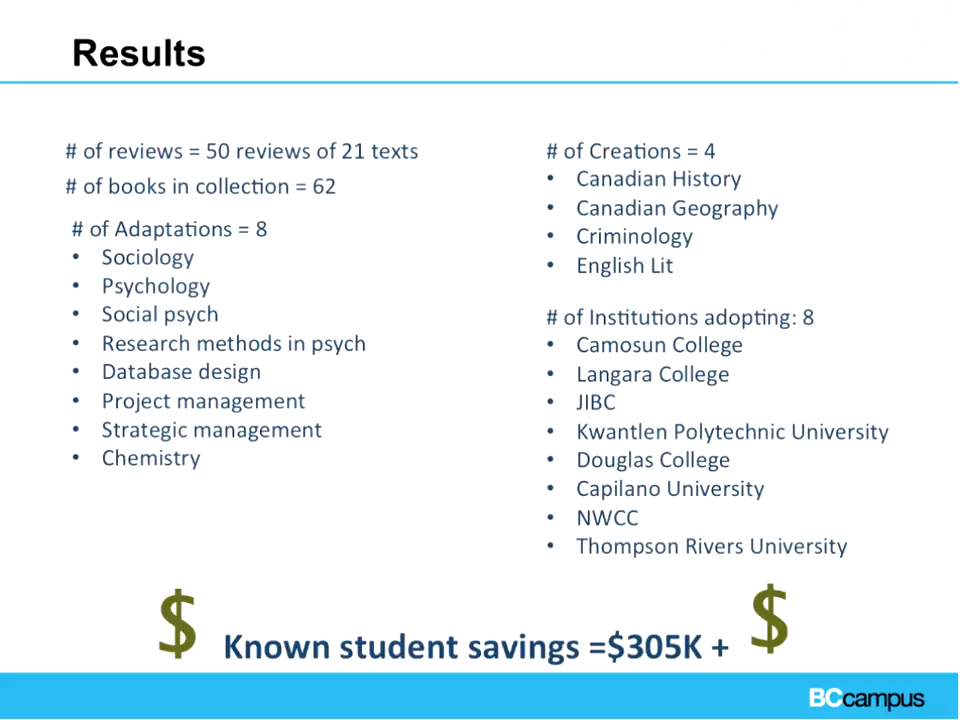 Results
# of reviews = 50 reviews of 21 texts
# of books in collection = 62
# of Adaptations = 8
• Sociology
• Psychology
• Social psych
• Research methods in psych
• Database design
• Project management
• Strategic management
• Chemistry
# of Creations = 4
• Canadian History
• Canadian Geography
• Criminology
• English Lit
# of Institutions adopting: 8
• Camosun College
• Langara College
• JIBC
• Kwantlen Polytechnic University
• Douglas College
• Capilano University
• NWCC
• Thompson Rivers University
$ Known student savings =$305K + $
BCcampus